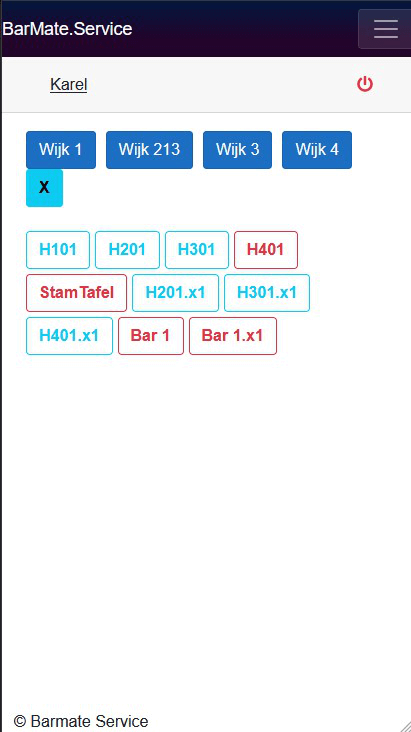 BarMate.Service
Karel
Wijk 1 Wijk 213 Wijk 3 Wijk 4
X
H101 H201 H301 H401
StamTafel H201.x1 H301.x1
H401.x1 Bar 1 Bar 1.x1
© Barmate Service